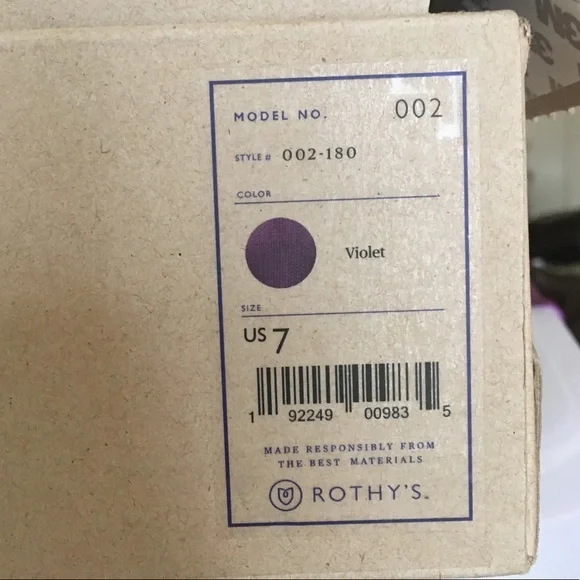 MODEL NO. 002
STYLE # 002-180
COLOR
Violet
SIZE
US 7
1 92249 00983 5
MADE RESPONSIBLY FROM
THE BEST MATERIALS
ROTHY'S™